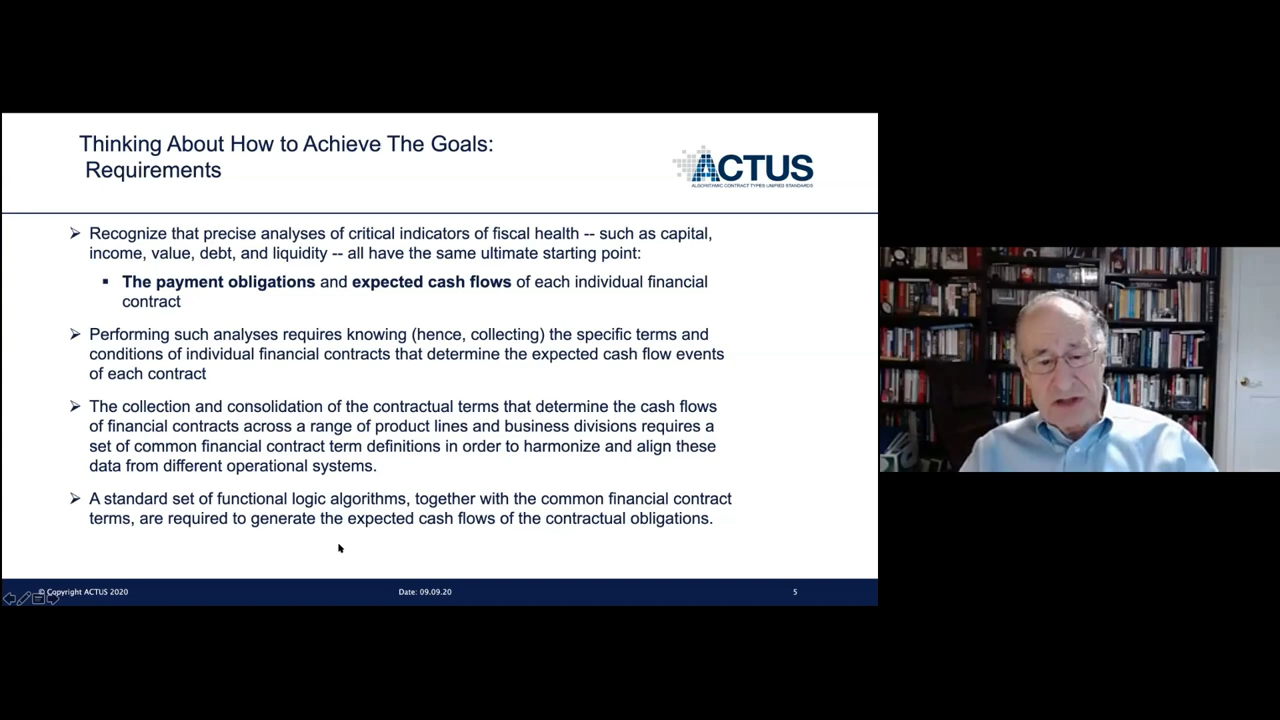 Thinking About How to Achieve The Goals:
Requirements
ACTUS
ALGORITHMIC CONTRACT TYPES UNIFIED STANDARDS
➢ Recognize that precise analyses of critical indicators of fiscal health -- such as capital,
income, value, debt, and liquidity -- all have the same ultimate starting point:
▪ The payment obligations and expected cash flows of each individual financial
contract
➢ Performing such analyses requires knowing (hence, collecting) the specific terms and
conditions of individual financial contracts that determine the expected cash flow events
of each contract
➢ The collection and consolidation of the contractual terms that determine the cash flows
of financial contracts across a range of product lines and business divisions requires a
set of common financial contract term definitions in order to harmonize and align these
data from different operational systems.
➢ A standard set of functional logic algorithms, together with the common financial contract
terms, are required to generate the expected cash flows of the contractual obligations.
© Copyright ACTUS 2020
Date: 09.09.20
5